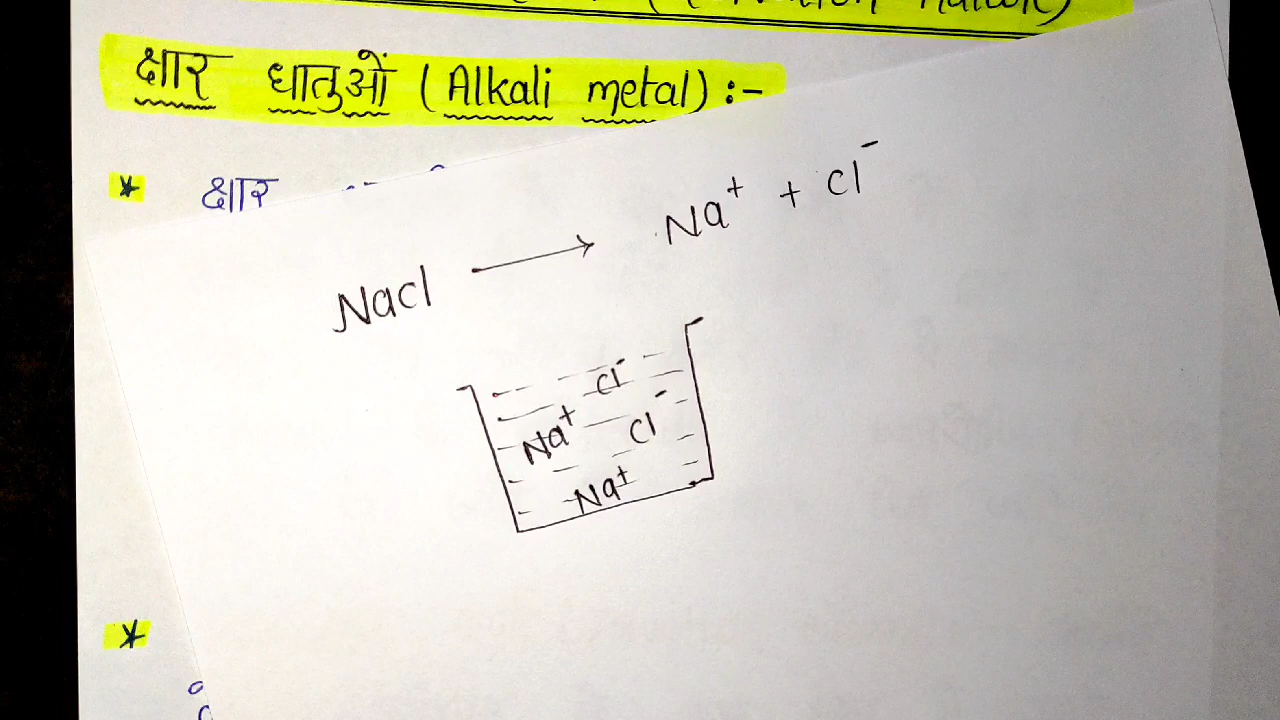 क्षार धातुओं (Alkali metal) :-
* क्षार
Nacl ⟶ Na⁺ + cl⁻
cl⁻
Na⁺ cl⁻
Na⁺
*